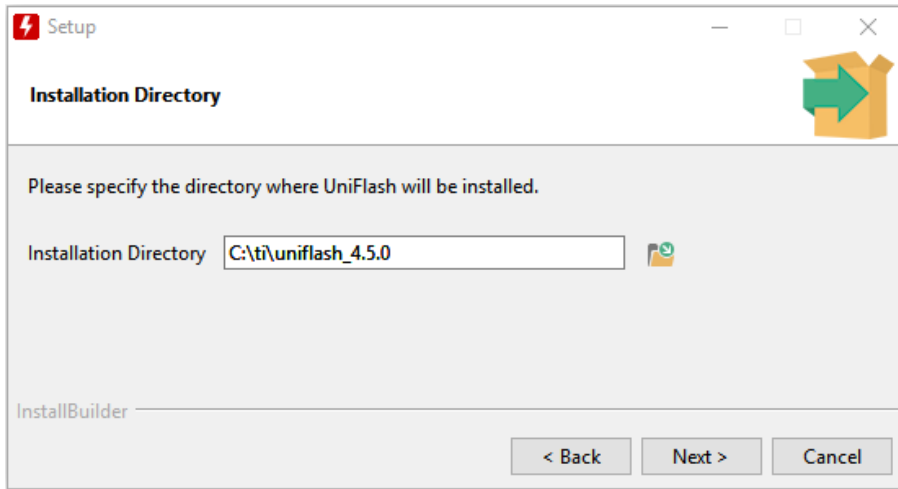 Setup
Installation Directory
Please specify the directory where UniFlash will be installed.
Installation Directory C:\ti\uniflash_4.5.0
InstallBuilder
< Back Next > Cancel